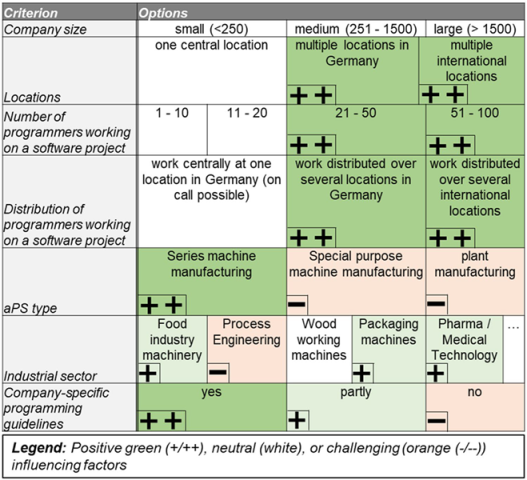 Criterion Options
Company size small (<250) medium (251 - 1500) large (> 1500)
Locations
one central location
multiple locations in
Germany
++
multiple
international
locations
++
Number of
programmers working
on a software project
1 - 10
11 - 20
21 - 50
++
51 - 100
++
Distribution of
programmers working
on a software project
work centrally at one
location in Germany (on
call possible)
work distributed over
several locations in
Germany
++
work distributed
over several
international
locations
++
aPS type
Series machine
manufacturing
++
Special purpose
machine manufacturing
−
plant
manufacturing
−
Industrial sector
Food
industry
machinery
+
Process
Engineering
−
Wood
working
machines
Packaging
machines
+
Pharma /
Medical
Technology
+
...
Company-specific
programming
guidelines
yes
++
partly
+
no
−
Legend: Positive green (+/++), neutral (white), or challenging (orange (-/--))
influencing factors